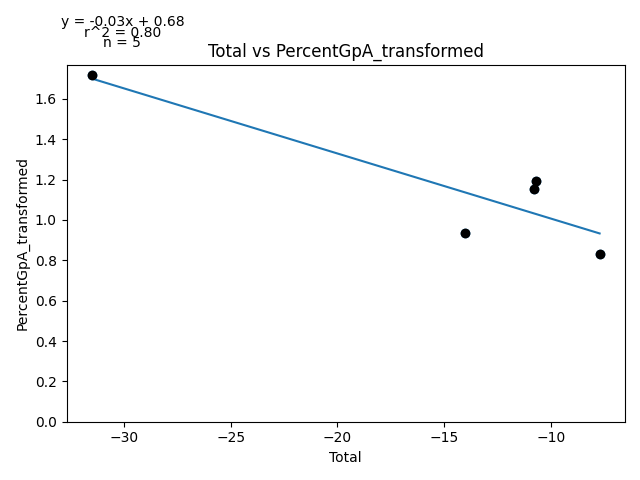 y = -0.03x + 0.68
r^2 = 0.80
n = 5
Total vs PercentGpA_transformed
PercentGpA_transformed
1.6
1.4
1.2
1.0
0.8
0.6
0.4
0.2
0.0
−30
−25
−20
−15
−10
Total